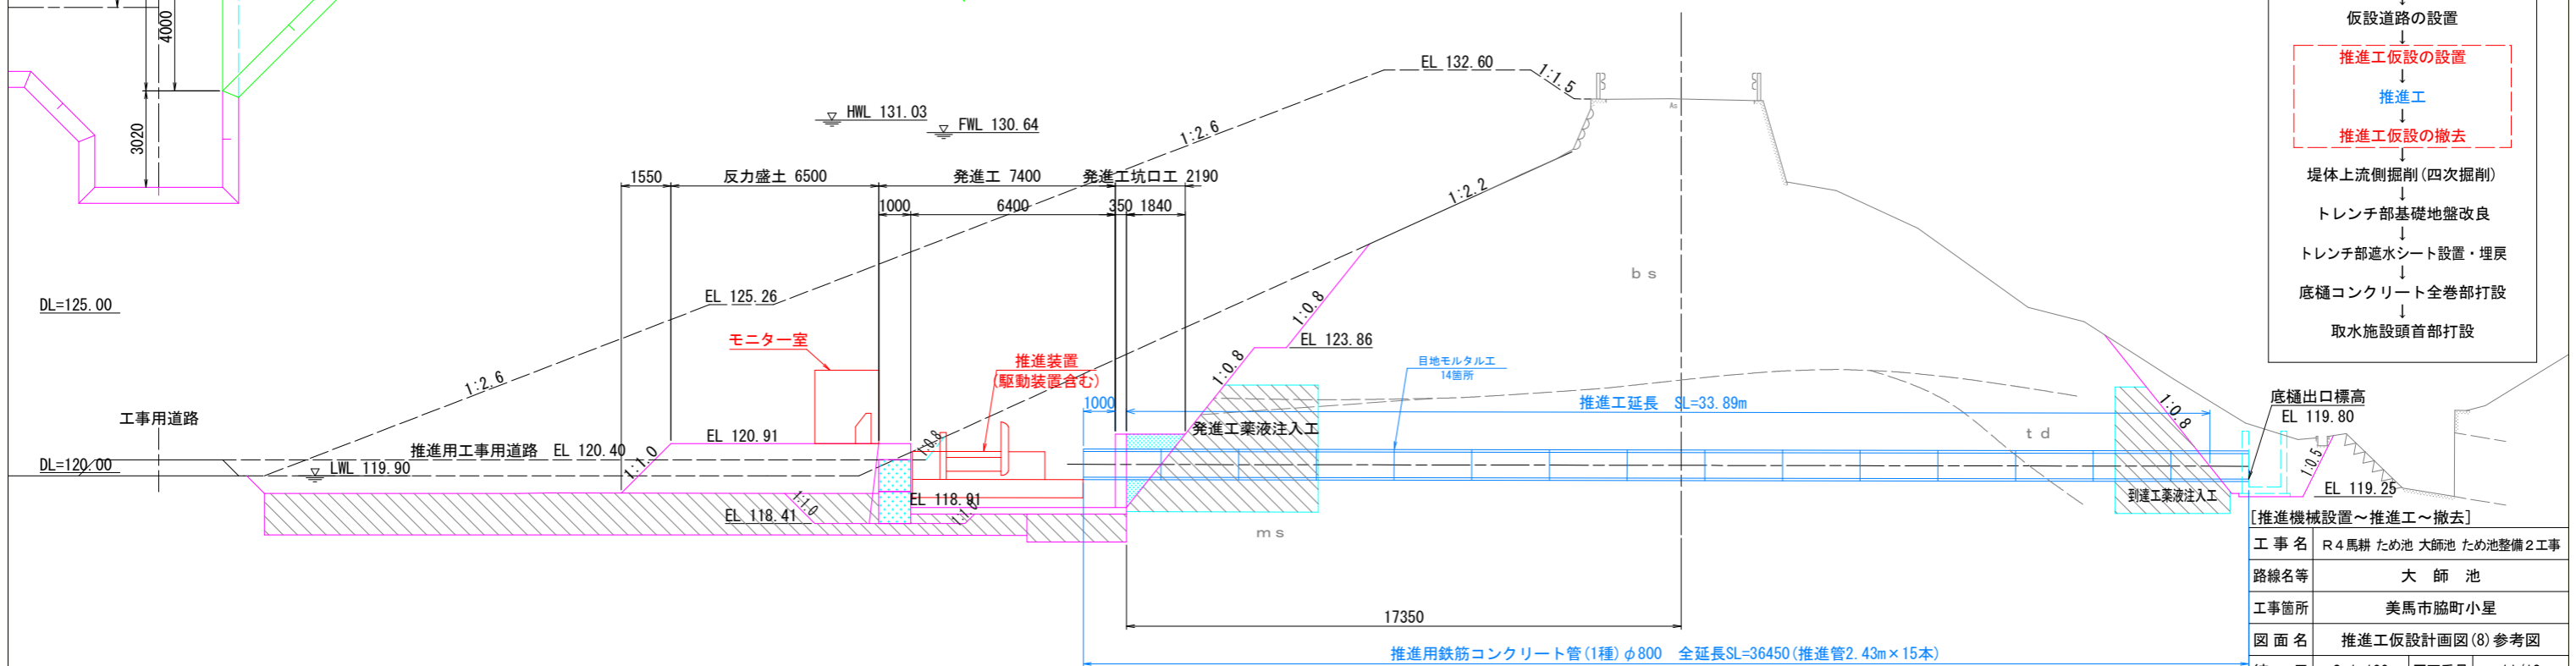 4000
3020
DL=125.00
DL=120.00
工事用道路
1:2.6
LWL 119.90
推進用工事用道路 EL 120.40
1:1.0
EL 120.91
EL 125.26
1550
反力盛土 6500
発進工 7400
発進工坑口工 2190
1000
6400
350
1840
HWL 131.03
FWL 130.64
1:2.6
EL 132.60
1:1.5
As
1:2.2
モニター室
推進装置
(駆動装置含む)
1:0.8
EL 118.91
1:1.0
EL 118.41
1:1.0
1:0.8
1:0.8
EL 123.86
発進工薬液注入工
1000
推進工延長 SL=33.89m
目地モルタル工
14箇所
bs
td
ms
17350
推進用鉄筋コンクリート管(1種)φ800 全延長SL=36450(推進管2.43m×15本)
1:0.8
到達工薬液注入工
底樋出口標高
EL 119.80
1:0.5
EL 119.25
↓
仮設道路の設置
↓
推進工仮設の設置
↓
推進工
↓
推進工仮設の撤去
↓
堤体上流側掘削(四次掘削)
↓
トレンチ部基礎地盤改良
↓
トレンチ部遮水シート設置・埋戻
↓
底樋コンクリート全巻部打設
↓
取水施設頭首部打設
[推進機械設置～推進工～撤去]
工事名 R4馬耕 ため池 大師池 ため池整備2工事
路線名等 大師池
工事箇所 美馬市脇町小星
図面名 推進工仮設計画図(8)参考図